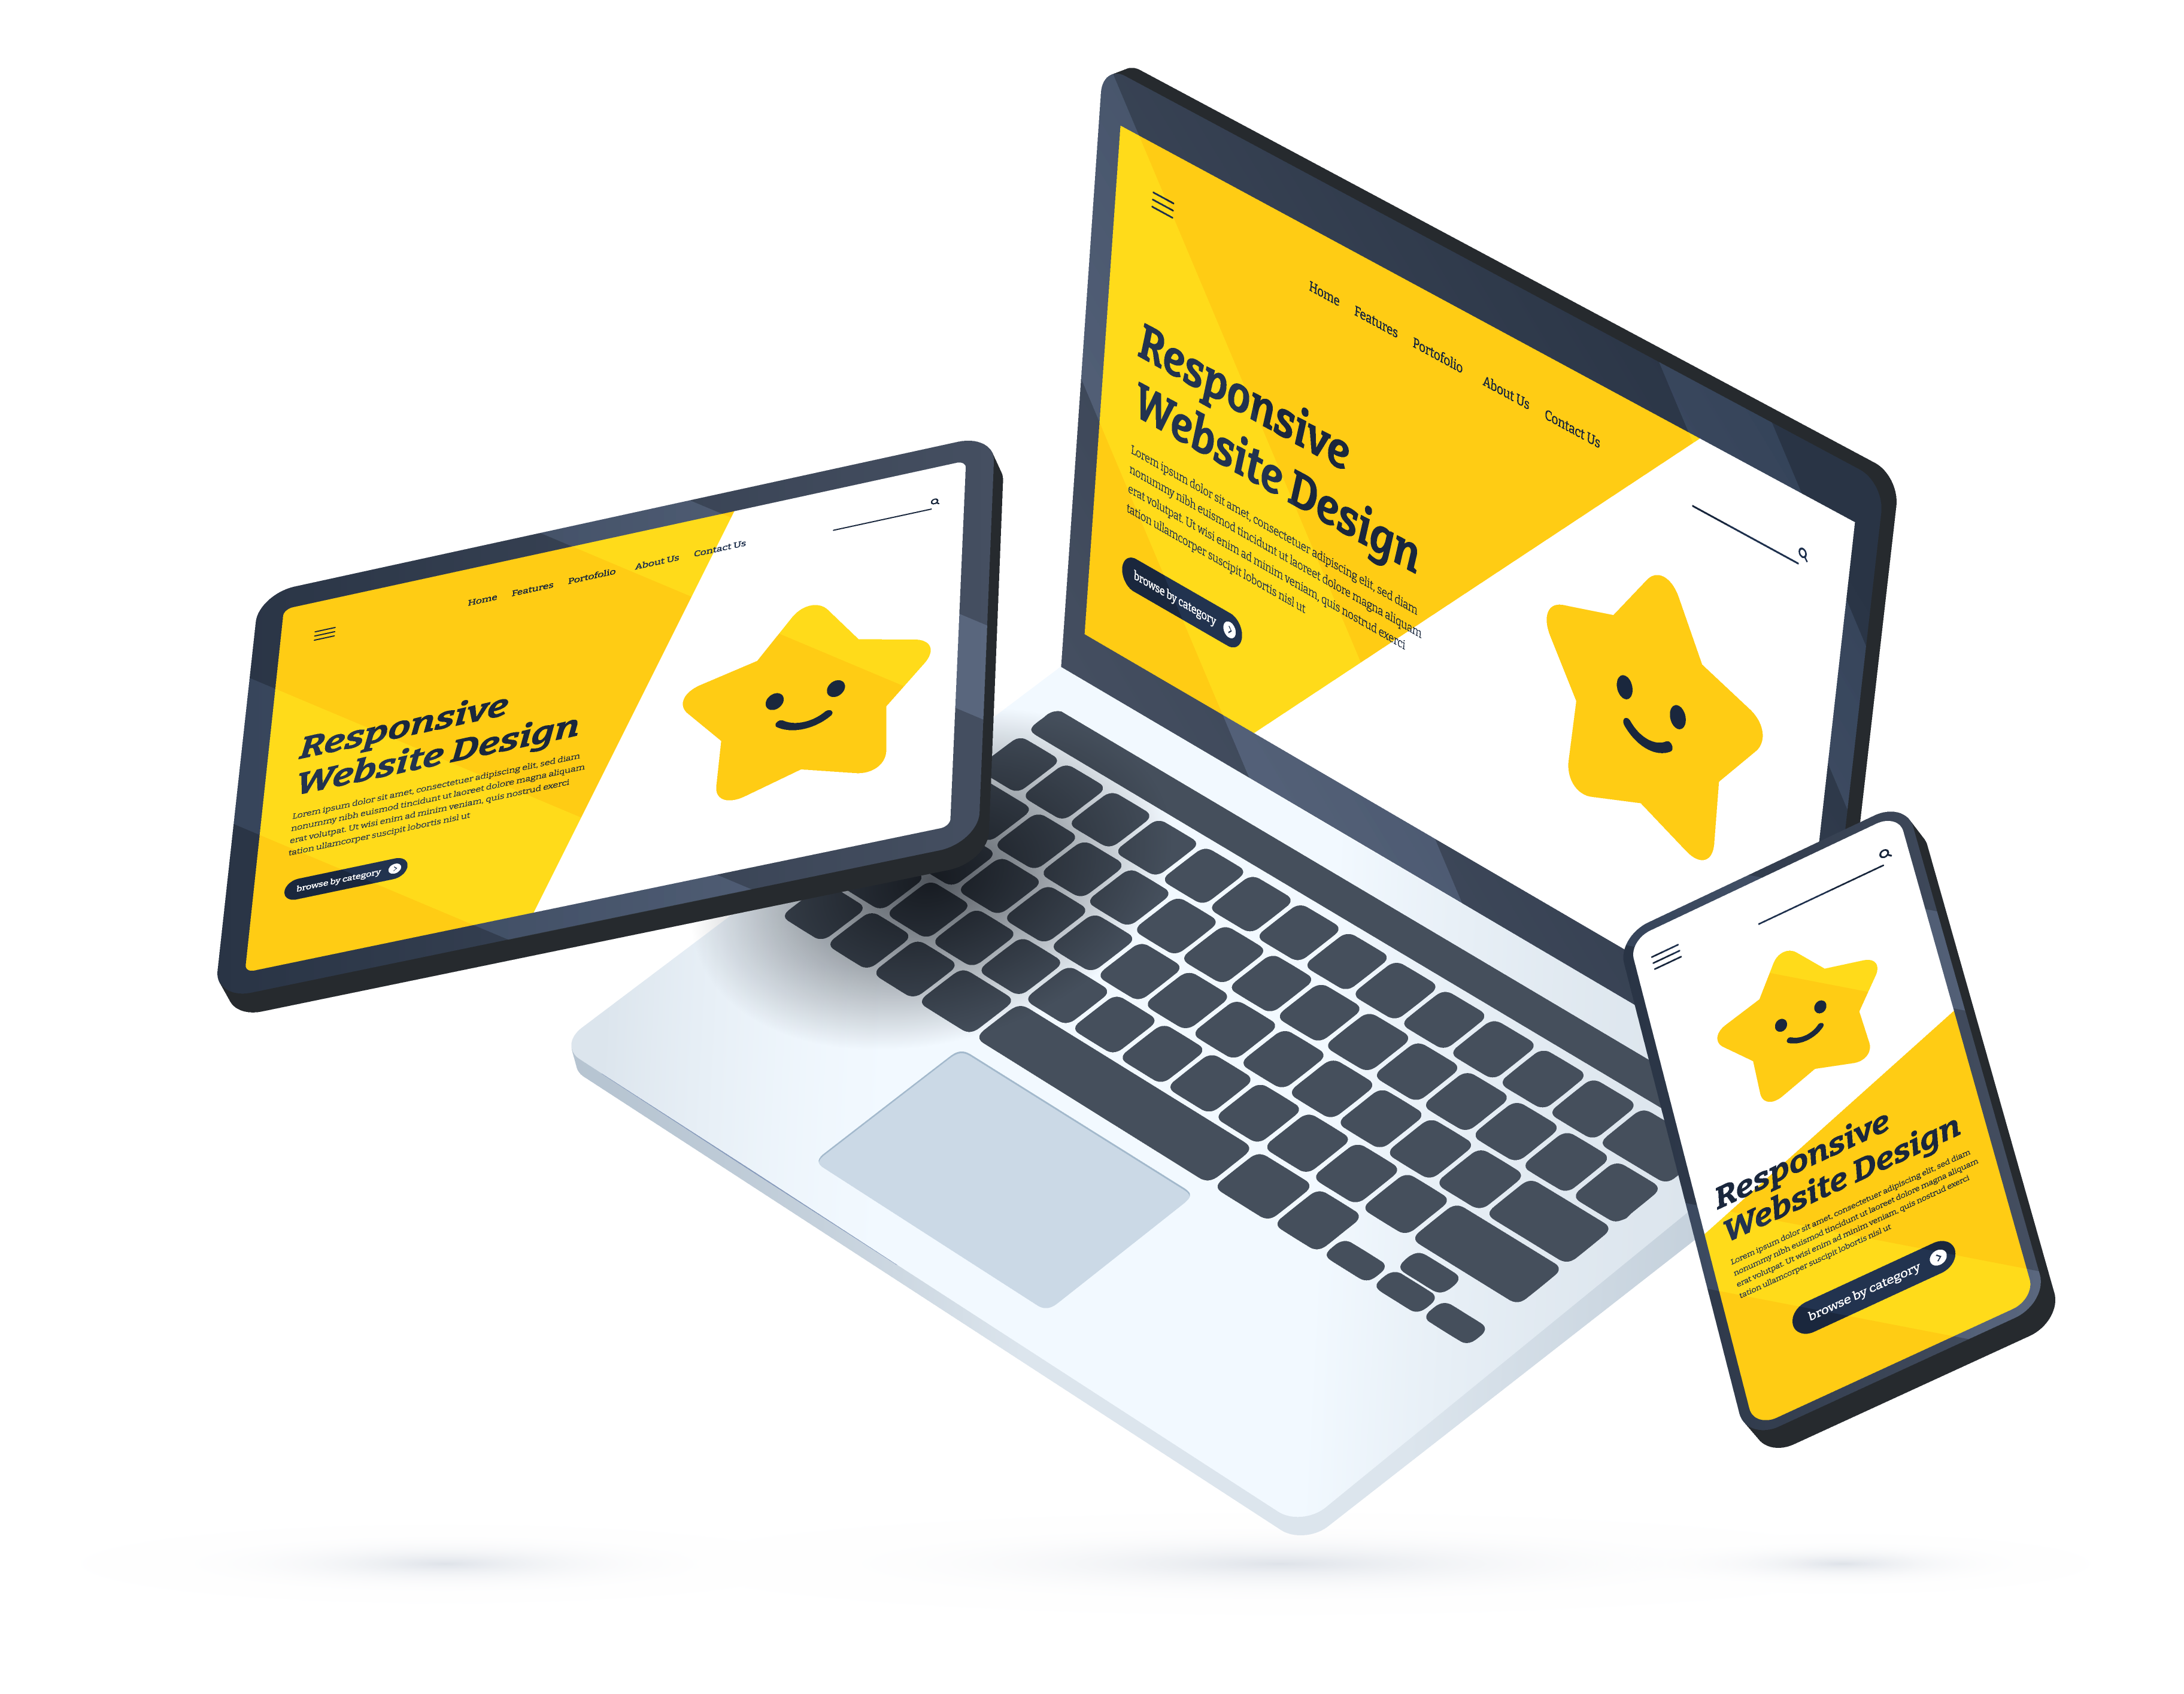 Home Features Portofolio About Us Contact Us
Responsive
Website Design
Lorem ipsum dolor sit amet, consectetuer adipiscing elit, sed diam
nonummy nibh euismod tincidunt ut laoreet dolore magna aliquam
erat volutpat. Ut wisi enim ad minim veniam, quis nostrud exerci
tation ullamcorper suscipit lobortis nisl ut
browse by category
Home Features Portofolio About Us Contact Us
Responsive
Website Design
Lorem ipsum dolor sit amet, consectetuer adipiscing elit, sed diam
nonummy nibh euismod tincidunt ut laoreet dolore magna aliquam
erat volutpat. Ut wisi enim ad minim veniam, quis nostrud exerci
tation ullamcorper suscipit lobortis nisl ut
browse by category
Responsive
Website Design
Lorem ipsum dolor sit amet, consectetuer adipiscing elit, sed diam
nonummy nibh euismod tincidunt ut laoreet dolore magna aliquam
erat volutpat. Ut wisi enim ad minim veniam, quis nostrud exerci
tation ullamcorper suscipit lobortis nisl ut
browse by category